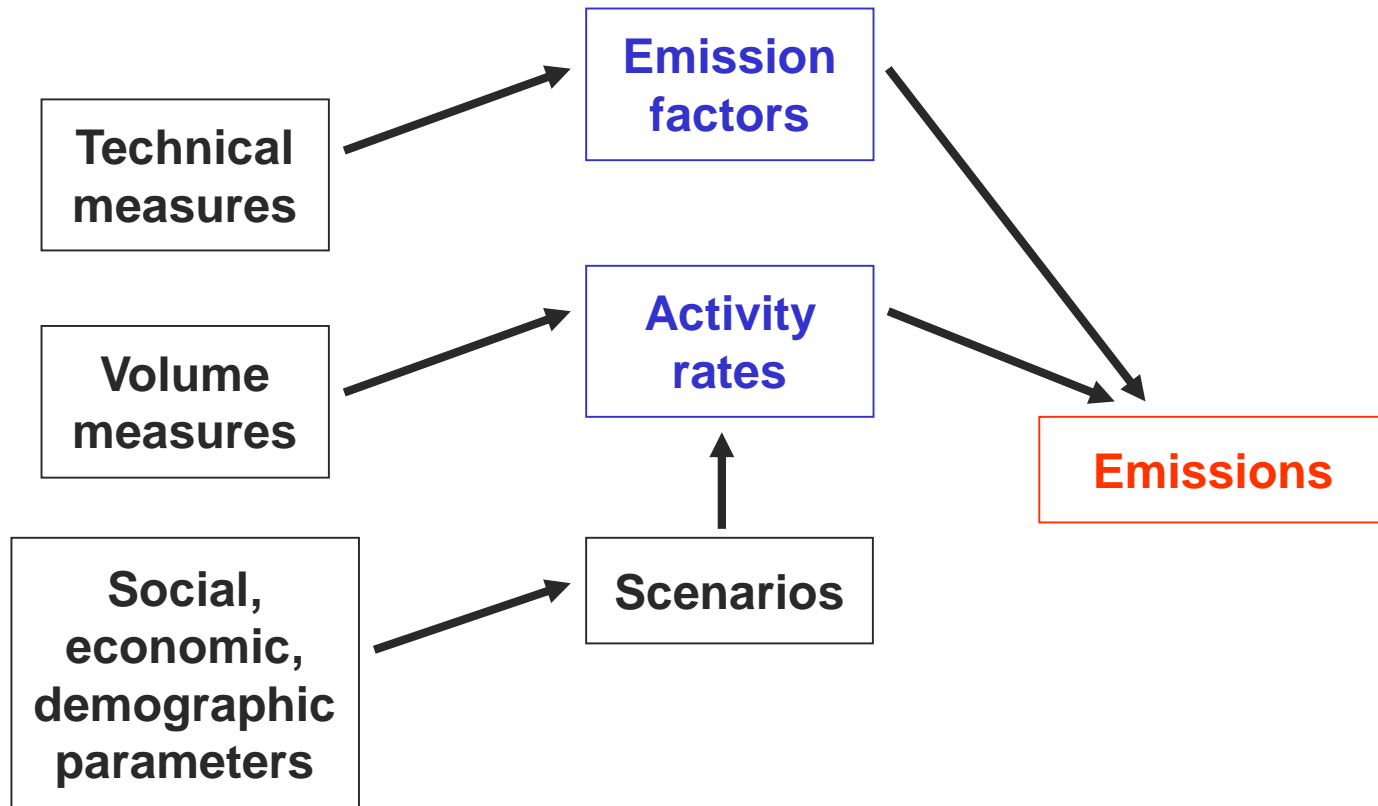 Emission
factors
Technical
measures
Activity
rates
Volume
measures
Emissions
Scenarios
Social,
economic,
demographic
parameters